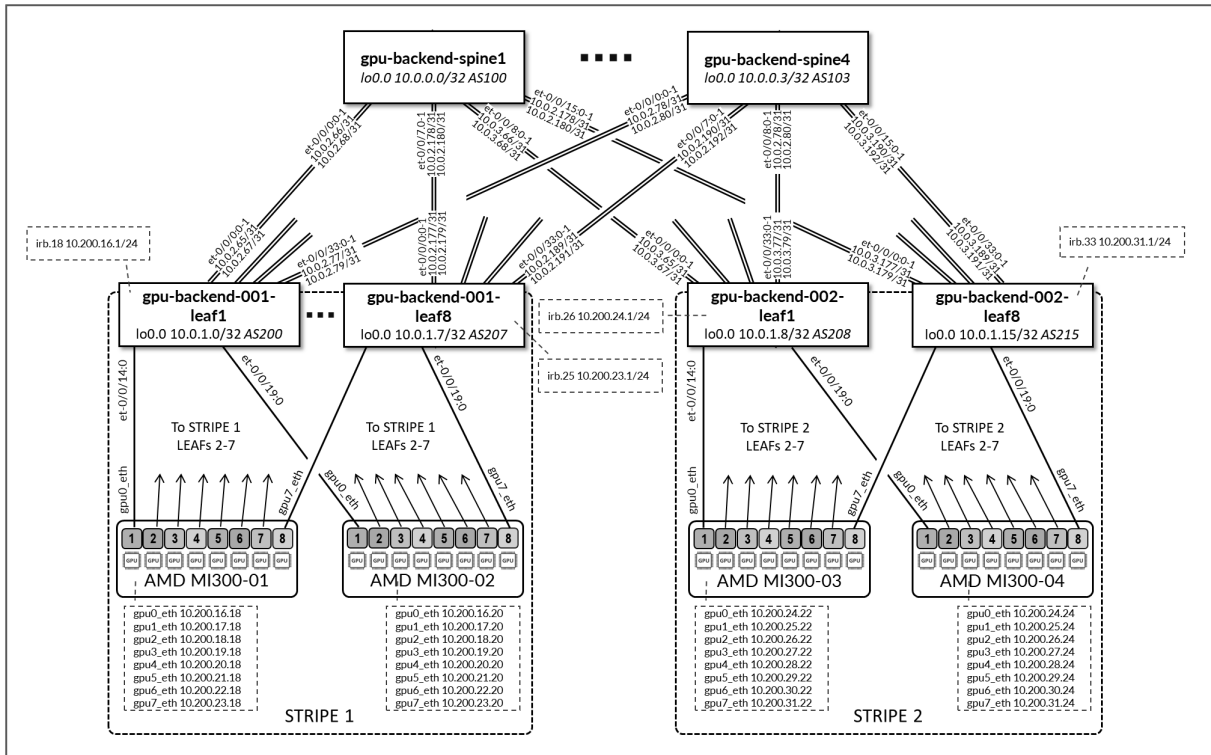 gpu-backend-spine1
lo0.0 10.0.0.0/32 AS100
gpu-backend-spine4
lo0.0 10.0.0.3/32 AS103
et-0/0/0:0-1
10.0.2.66/31
10.0.2.68/31
et-0/0/7:0-1
10.0.2.178/31
10.0.2.180/31
et-0/0/8:0-1
10.0.3.66/31
10.0.3.68/31
et-0/0/15:0-1
10.0.2.178/31
10.0.2.180/31
et-0/0/0:0-1
10.0.2.78/31
10.0.2.80/31
et-0/0/7:0-1
10.0.2.190/31
10.0.2.192/31
et-0/0/8:0-1
10.0.2.78/31
10.0.2.80/31
et-0/0/15:0-1
10.0.3.190/31
10.0.3.192/31
irb.18 10.200.16.1/24
et-0/0/0:0-1
10.0.2.65/31
10.0.2.67/31
et-0/0/33:0-1
10.0.2.77/31
10.0.2.79/31
et-0/0/0:0-1
10.0.2.177/31
10.0.2.179/31
et-0/0/33:0-1
10.0.2.189/31
10.0.2.191/31
et-0/0/0:0-1
10.0.3.65/31
10.0.3.67/31
et-0/0/33:0-1
10.0.3.77/31
10.0.3.79/31
et-0/0/0:0-1
10.0.3.177/31
10.0.3.179/31
et-0/0/33:0-1
10.0.3.189/31
10.0.3.191/31
irb.33 10.200.31.1/24
gpu-backend-001-
leaf1
lo0.0 10.0.1.0/32 AS200
gpu-backend-001-
leaf8
lo0.0 10.0.1.7/32 AS207
irb.26 10.200.24.1/24
irb.25 10.200.23.1/24
gpu-backend-002-
leaf1
lo0.0 10.0.1.8/32 AS208
gpu-backend-002-
leaf8
lo0.0 10.0.1.15/32 AS215
et-0/0/14:0
et-0/0/19:0
et-0/0/19:0
et-0/0/14:0
et-0/0/19:0
et-0/0/19:0
To STRIPE 1
LEAFs 2-7
To STRIPE 1
LEAFs 2-7
To STRIPE 2
LEAFs 2-7
To STRIPE 2
LEAFs 2-7
gpu0_eth
gpu7_eth
gpu0_eth
gpu7_eth
gpu0_eth
gpu7_eth
gpu0_eth
gpu7_eth
1 2 3 4 5 6 7 8
GPU GPU GPU GPU GPU GPU GPU GPU
AMD MI300-01
1 2 3 4 5 6 7 8
GPU GPU GPU GPU GPU GPU GPU GPU
AMD MI300-02
1 2 3 4 5 6 7 8
GPU GPU GPU GPU GPU GPU GPU GPU
AMD MI300-03
1 2 3 4 5 6 7 8
GPU GPU GPU GPU GPU GPU GPU GPU
AMD MI300-04
gpu0_eth 10.200.16.18
gpu1_eth 10.200.17.18
gpu2_eth 10.200.18.18
gpu3_eth 10.200.19.18
gpu4_eth 10.200.20.18
gpu5_eth 10.200.21.18
gpu6_eth 10.200.22.18
gpu7_eth 10.200.23.18
gpu0_eth 10.200.16.20
gpu1_eth 10.200.17.20
gpu2_eth 10.200.18.20
gpu3_eth 10.200.19.20
gpu4_eth 10.200.20.20
gpu5_eth 10.200.21.20
gpu6_eth 10.200.22.20
gpu7_eth 10.200.23.20
gpu0_eth 10.200.24.22
gpu1_eth 10.200.25.22
gpu2_eth 10.200.26.22
gpu3_eth 10.200.27.22
gpu4_eth 10.200.28.22
gpu5_eth 10.200.29.22
gpu6_eth 10.200.30.22
gpu7_eth 10.200.31.22
gpu0_eth 10.200.24.24
gpu1_eth 10.200.25.24
gpu2_eth 10.200.26.24
gpu3_eth 10.200.27.24
gpu4_eth 10.200.28.24
gpu5_eth 10.200.29.24
gpu6_eth 10.200.30.24
gpu7_eth 10.200.31.24
STRIPE 1
STRIPE 2